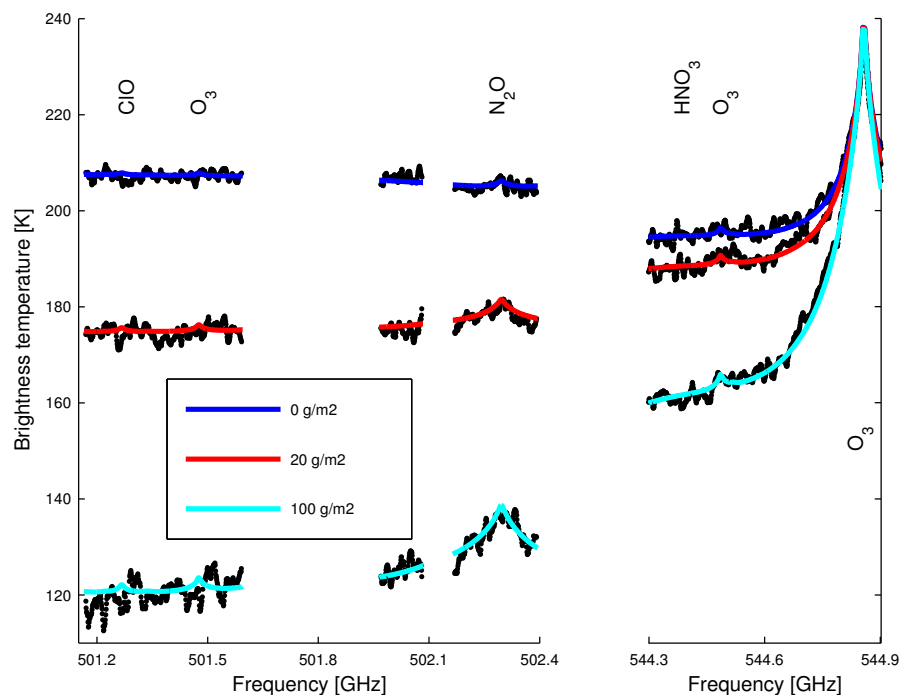 ClO
O3
N2O
HNO3
O3
Brightness temperature [K]
240
220
200
180
160
140
120
0 g/m2
20 g/m2
100 g/m2
O3
501.2
501.5
501.8
502.1
502.4
544.3
544.6
544.9
Frequency [GHz]
Frequency [GHz]